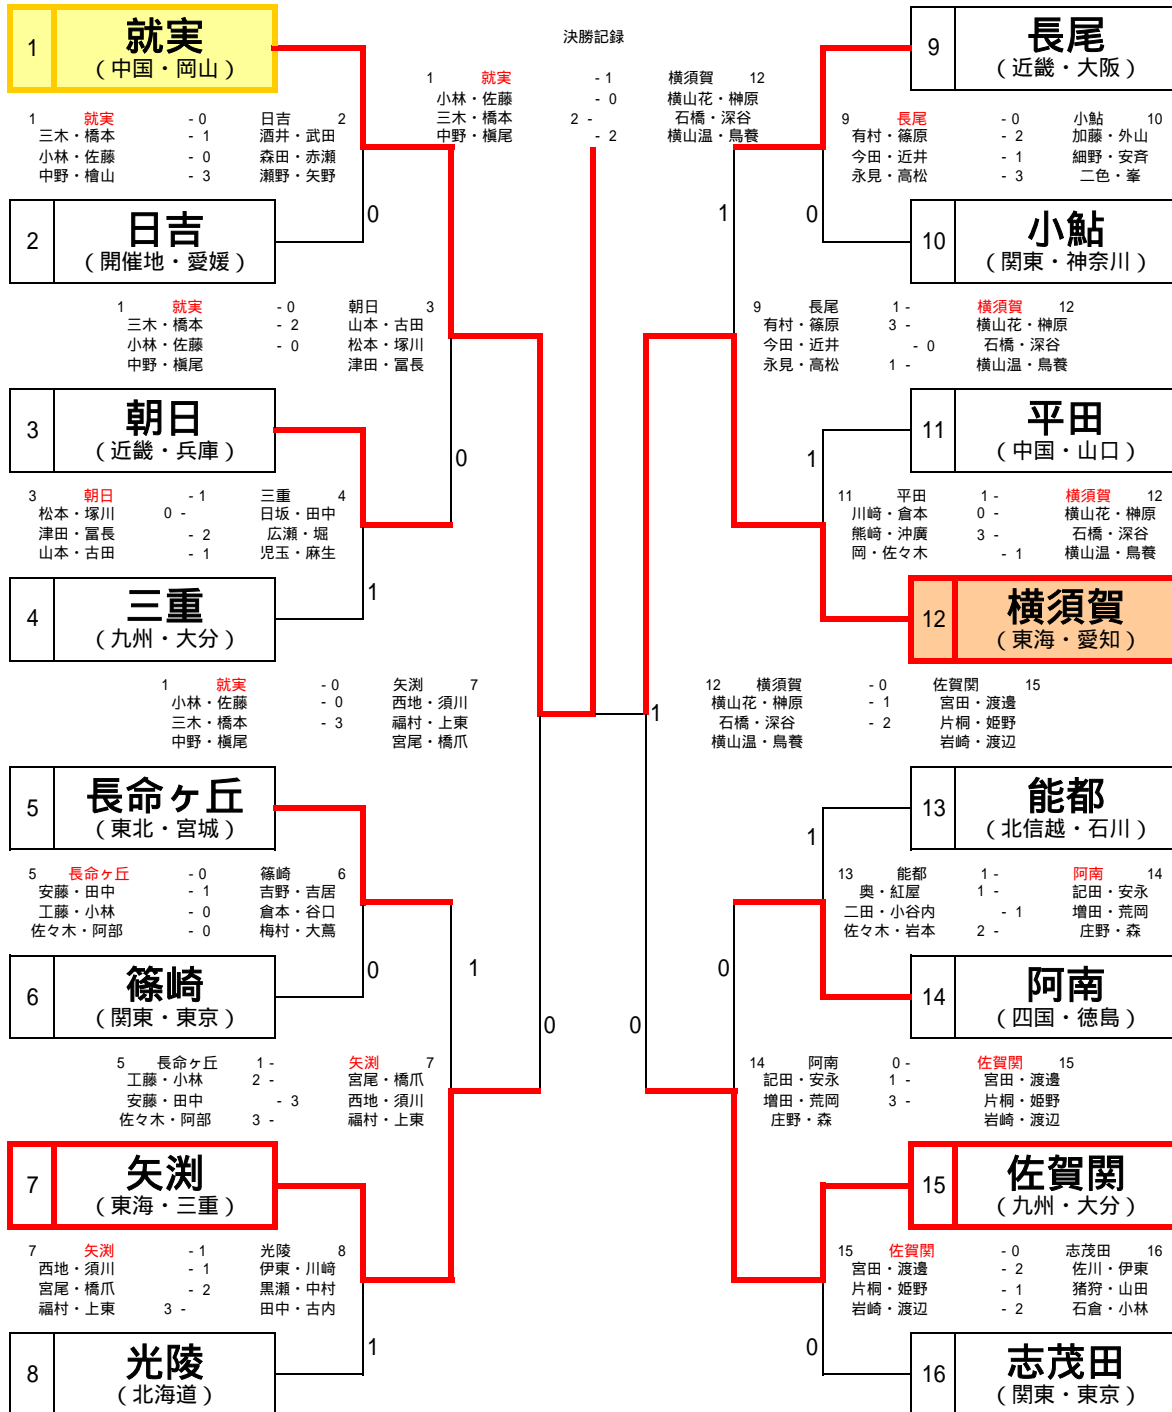 決勝記録
1 就実 - 1 横須賀 12
小林・佐藤 - 0 横山花・榊原
三木・橋本 2 - 石橋・深谷
中野・槇尾 - 2 横山温・鳥養
1 就実
（中国・岡山）
1 就実 - 0 日吉 2
三木・橋本 - 1 酒井・武田
小林・佐藤 - 0 森田・赤瀬
中野・檜山 - 3 瀬野・矢野
0
2 日吉
（開催地・愛媛）
1 就実 - 0 朝日 3
三木・橋本 - 2 山本・古田
小林・佐藤 - 0 松本・塚川
中野・槇尾 津田・冨長
3 朝日
（近畿・兵庫）
0
3 朝日 - 1 三重 4
松本・塚川 0 - 日坂・田中
津田・冨長 - 2 広瀬・堀
山本・古田 - 1 児玉・麻生
1
4 三重
（九州・大分）
1 就実 - 0 矢渕 7
小林・佐藤 - 0 西地・須川
三木・橋本 - 3 福村・上東
中野・槇尾 宮尾・橋爪
5 長命ヶ丘
（東北・宮城）
5 長命ヶ丘 - 0 篠崎 6
安藤・田中 - 1 吉野・吉居
工藤・小林 - 0 倉本・谷口
佐々木・阿部 - 0 梅村・大蔦
0
1
6 篠崎
（関東・東京）
0
5 長命ヶ丘 1 - 矢渕 7
工藤・小林 2 - 宮尾・橋爪
安藤・田中 - 3 西地・須川
佐々木・阿部 3 - 福村・上東
7 矢渕
（東海・三重）
7 矢渕 - 1 光陵 8
西地・須川 - 1 伊東・川﨑
宮尾・橋爪 - 2 黒瀬・中村
福村・上東 3 - 田中・古内
1
8 光陵
（北海道）
9 長尾
（近畿・大阪）
9 長尾 - 0 小鮎 10
有村・篠原 - 2 加藤・外山
今田・近井 - 1 細野・安斉
永見・高松 - 3 二色・峯
1
0
10 小鮎
（関東・神奈川）
9 長尾 1 - 横須賀 12
有村・篠原 3 - 横山花・榊原
今田・近井 - 0 石橋・深谷
永見・高松 1 - 横山温・鳥養
11 平田
（中国・山口）
1
11 平田 1 - 横須賀 12
川﨑・倉本 0 - 横山花・榊原
熊﨑・沖廣 3 - 石橋・深谷
岡・佐々木 - 1 横山温・鳥養
12 横須賀
（東海・愛知）
12 横須賀 - 0 佐賀関 15
横山花・榊原 - 1 宮田・渡邊
石橋・深谷 - 2 片桐・姫野
横山温・鳥養 岩崎・渡辺
1
13 能都
（北信越・石川）
1
13 能都 1 - 阿南 14
奥・紅屋 1 - 記田・安永
二田・小谷内 - 1 増田・荒岡
佐々木・岩本 2 - 庄野・森
0
14 阿南
（四国・徳島）
0
14 阿南 0 - 佐賀関 15
記田・安永 1 - 宮田・渡邊
増田・荒岡 3 - 片桐・姫野
庄野・森 岩崎・渡辺
15 佐賀関
（九州・大分）
15 佐賀関 - 0 志茂田 16
宮田・渡邊 - 2 佐川・伊東
片桐・姫野 - 1 猪狩・山田
岩崎・渡辺 - 2 石倉・小林
0
16 志茂田
（関東・東京）